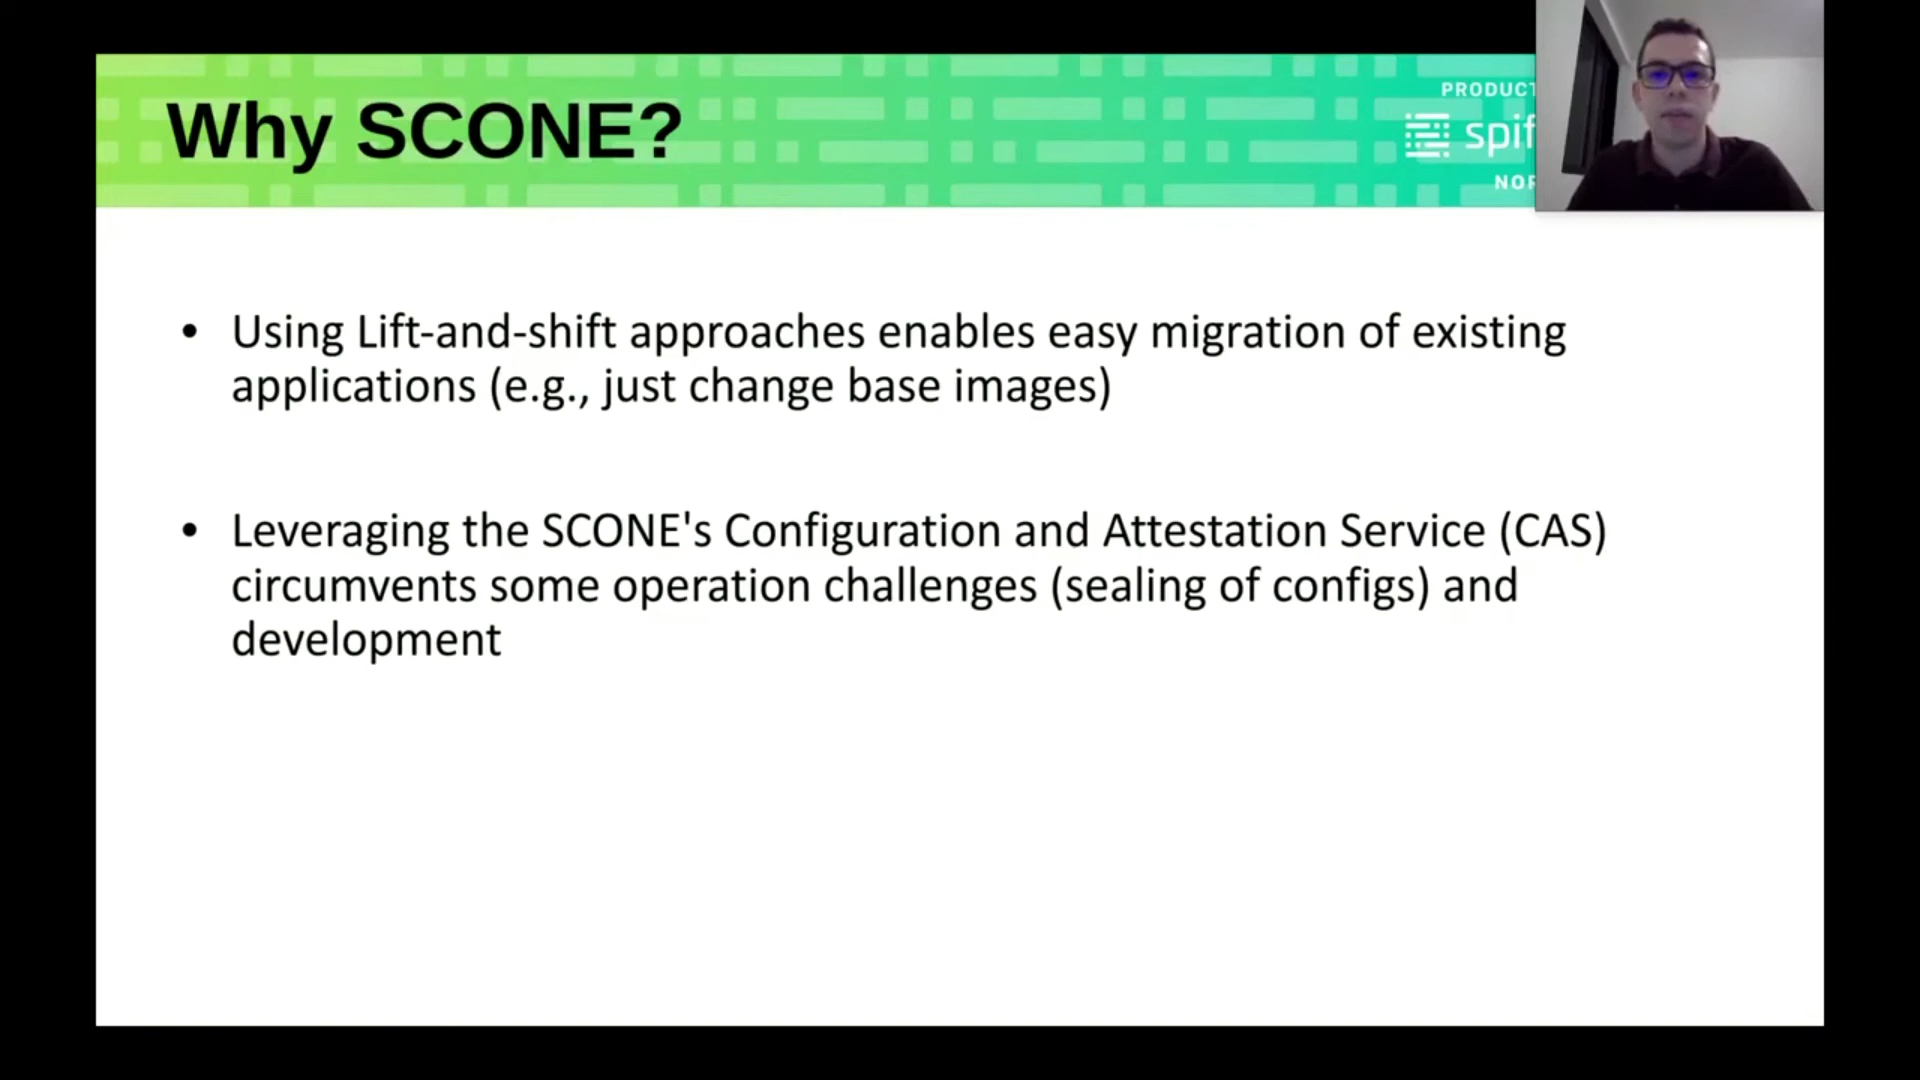 Why SCONE?
PRODUCT
spif
NOR
• Using Lift-and-shift approaches enables easy migration of existing
applications (e.g., just change base images)
• Leveraging the SCONE's Configuration and Attestation Service (CAS)
circumvents some operation challenges (sealing of configs) and
development